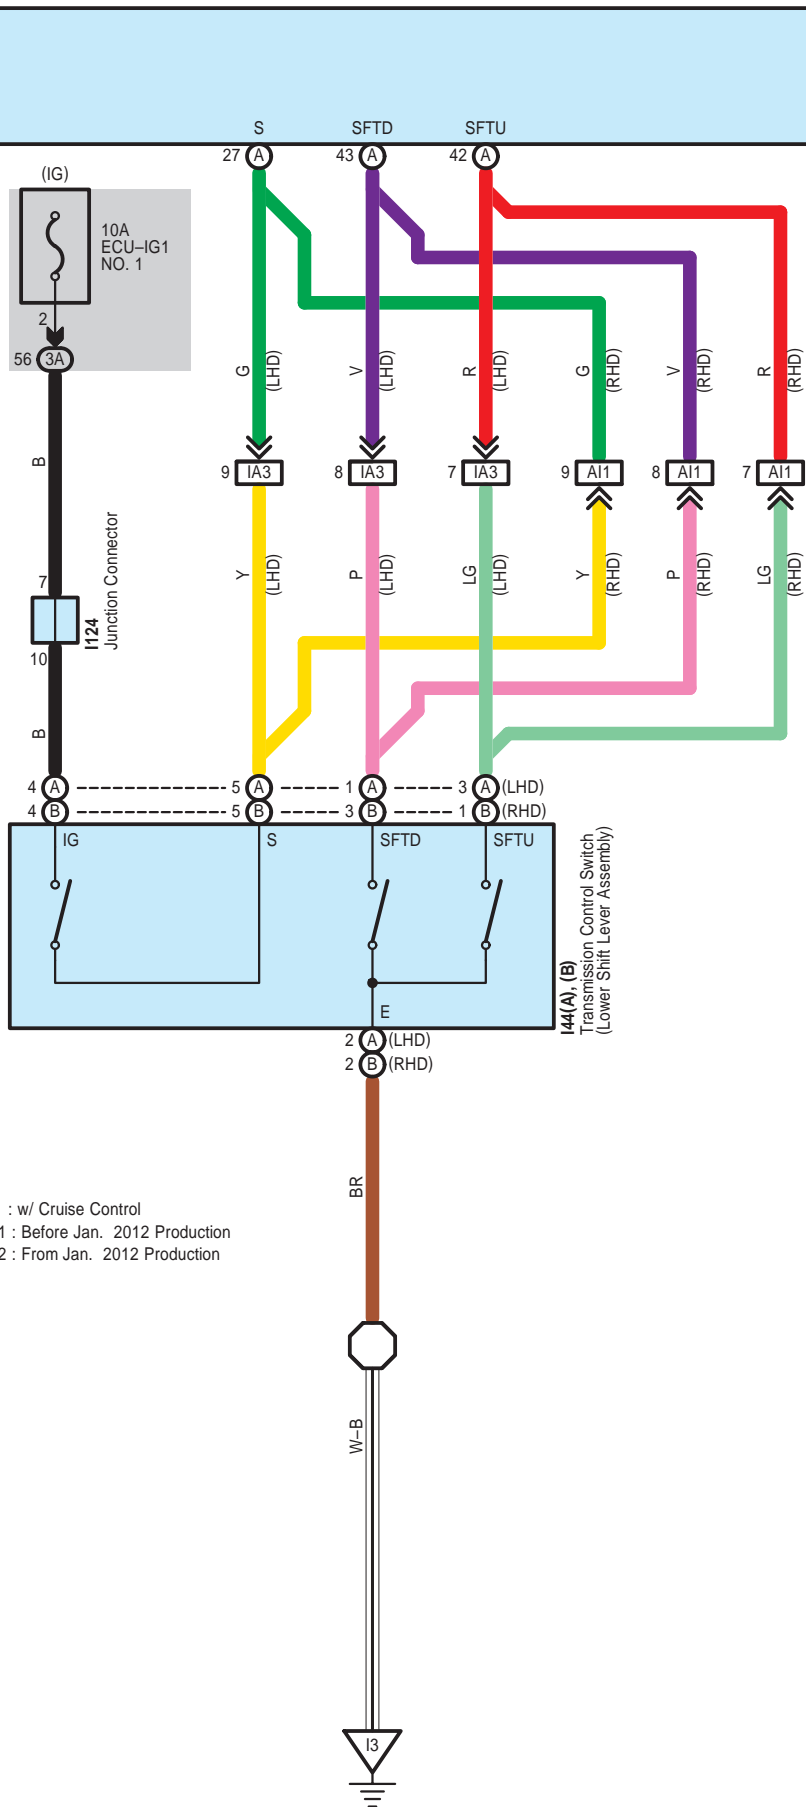 S SFTD SFTU
27 A 43 A 42 A
(IG)
10A
ECU–IG1
NO. 1
2
56 3A
B
G
(LHD)
V
(LHD)
R
(LHD)
G
(RHD)
V
(RHD)
R
(RHD)
9 IA3 8 IA3 7 IA3 9 AI1 8 AI1 7 AI1
Y
(LHD)
P
(LHD)
LG
(LHD)
Y
(RHD)
P
(RHD)
LG
(RHD)
7
I124
Junction Connector
10
B
4 A 5 A 1 A 3 A (LHD)
4 B 5 B 3 B 1 B (RHD)
IG S SFTD SFTU
E
I44(A), (B)
Transmission Control Switch
(Lower Shift Lever Assembly)
2 A (LHD)
2 B (RHD)
BR
: w/ Cruise Control
1 : Before Jan. 2012 Production
2 : From Jan. 2012 Production
W–B
I3